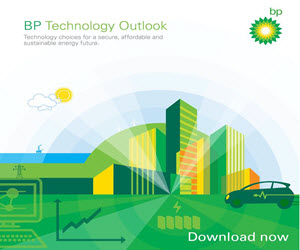 bp
BP Technology Outlook
Technology choices for a secure, affordable and
sustainable energy future.
Download now